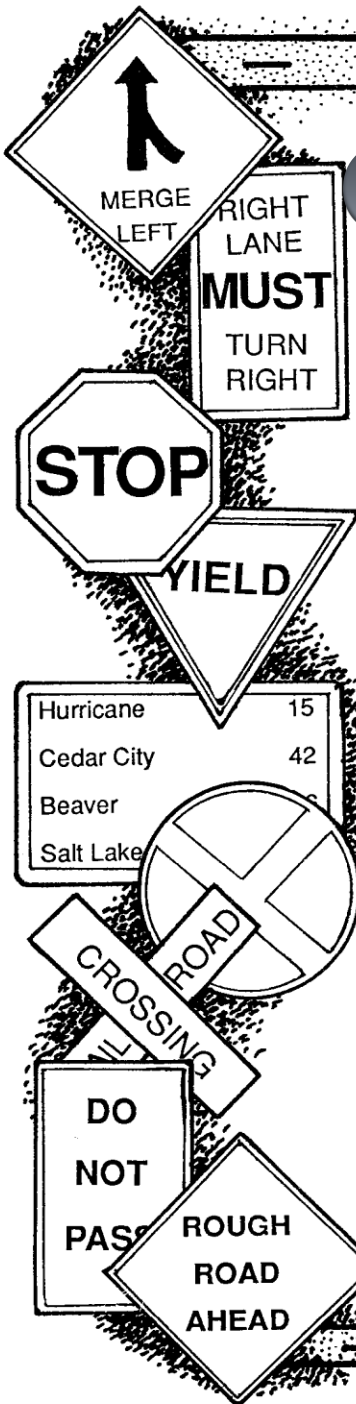 MERGE
LEFT
RIGHT
LANE
MUST
TURN
RIGHT
STOP
YIELD
Hurricane 15
Cedar City 42
Beaver
Salt Lake
ROAD
CROSSING
DO
NOT
PASS
ROUGH
ROAD
AHEAD